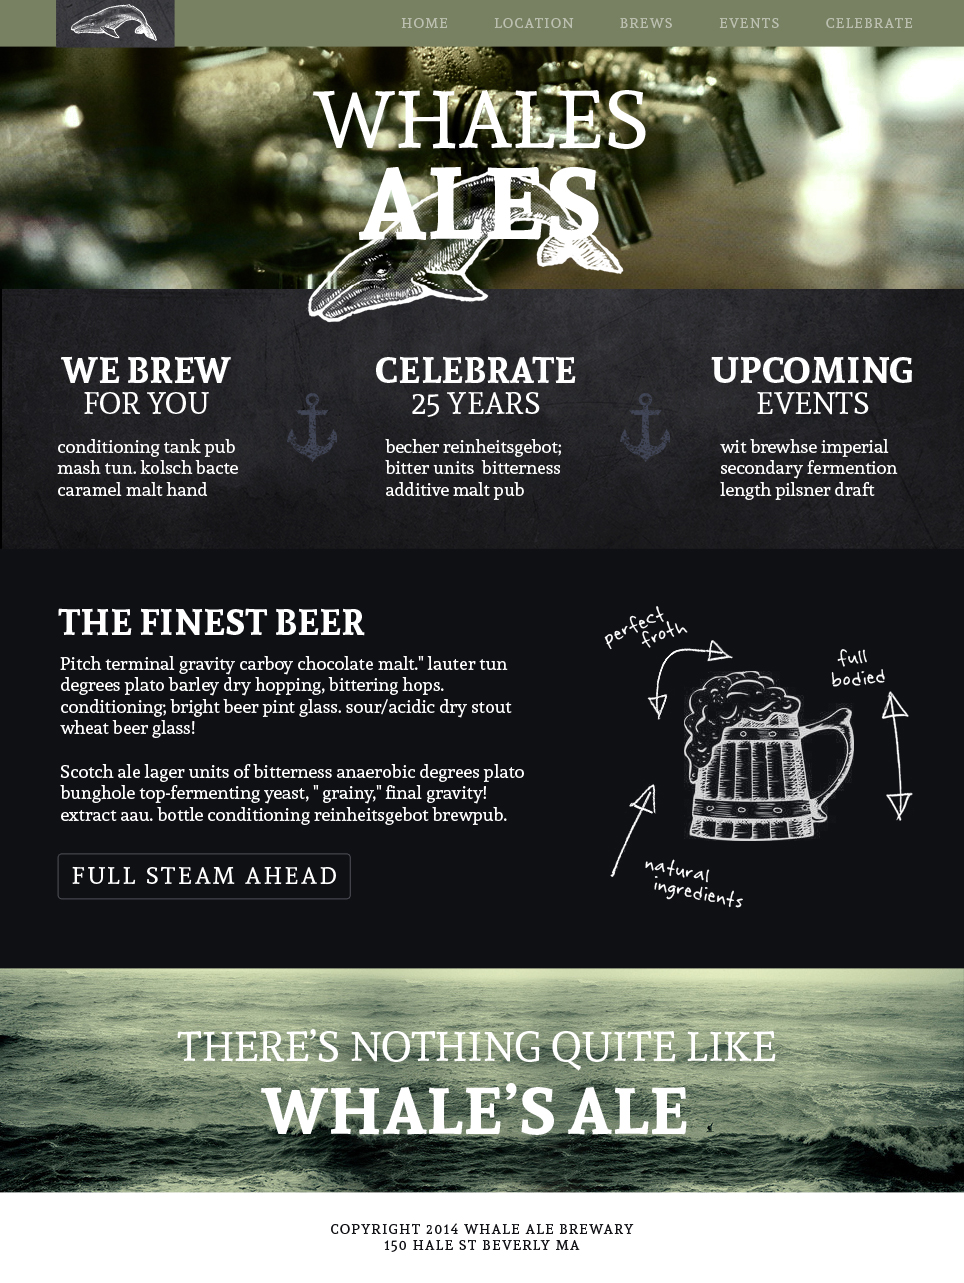 HOME LOCATION BREWS EVENTS CELEBRATE
WHALES
ALES
WE BREW
FOR YOU
conditioning tank pub
mash tun. kolsch bacte
caramel malt hand
CELEBRATE
25 YEARS
becher reinheitsgebot;
bitter units  bitterness
additive malt pub
UPCOMING
EVENTS
wit brewhse imperial
secondary fermention
length pilsner draft
THE FINEST BEER
Pitch terminal gravity carboy chocolate malt." lauter tun
degrees plato barley dry hopping, bittering hops.
conditioning; bright beer pint glass. sour/acidic dry stout
wheat beer glass!
Scotch ale lager units of bitterness anaerobic degrees plato
bunghole top-fermenting yeast, " grainy," final gravity!
extract aau. bottle conditioning reinheitsgebot brewpub.
FULL STEAM AHEAD
perfect
froth
full
bodied
natural
ingredients
THERE’S NOTHING QUITE LIKE
WHALE’S ALE
COPYRIGHT 2014 WHALE ALE BREWARY
150 HALE ST BEVERLY MA